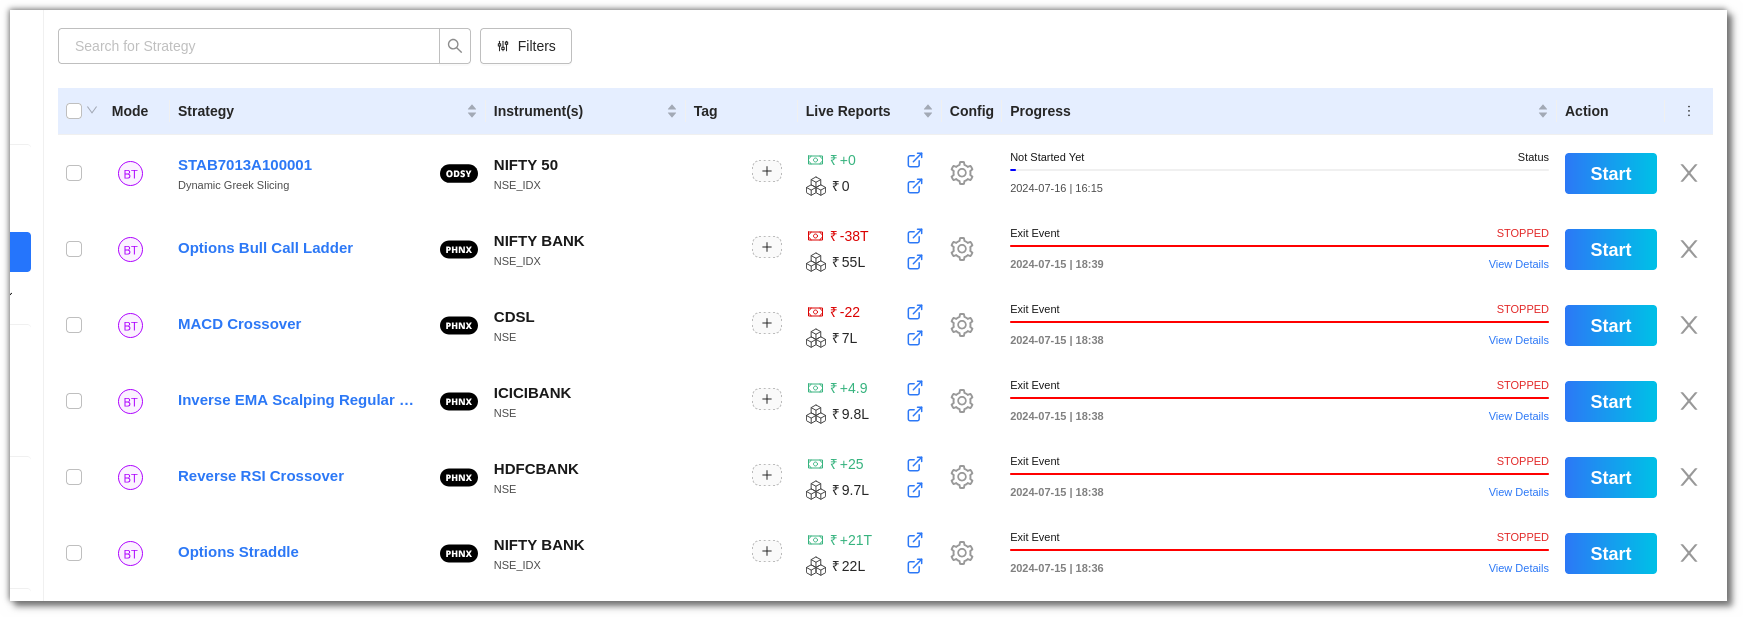 Search for Strategy Filters
Mode Strategy Instrument(s) Tag Live Reports Config Progress Action
BT STAB7013A100001 ODSY NIFTY 50 + ₹ +0 Not Started Yet Status Start
Dynamic Greek Slicing NSE_IDX ₹ 0 2024-07-16 | 16:15
BT Options Bull Call Ladder PHNX NIFTY BANK + ₹ -38T Exit Event STOPPED Start
NSE_IDX ₹ 55L 2024-07-15 | 18:39 View Details
BT MACD Crossover PHNX CDSL + ₹ -22 Exit Event STOPPED Start
NSE ₹ 7L 2024-07-15 | 18:38 View Details
BT Inverse EMA Scalping Regular ... PHNX ICICIBANK + ₹ +4.9 Exit Event STOPPED Start
NSE ₹ 9.8L 2024-07-15 | 18:38 View Details
BT Reverse RSI Crossover PHNX HDFCBANK + ₹ +25 Exit Event STOPPED Start
NSE ₹ 9.7L 2024-07-15 | 18:38 View Details
BT Options Straddle PHNX NIFTY BANK + ₹ +21T Exit Event STOPPED Start
NSE_IDX ₹ 22L 2024-07-15 | 18:36 View Details